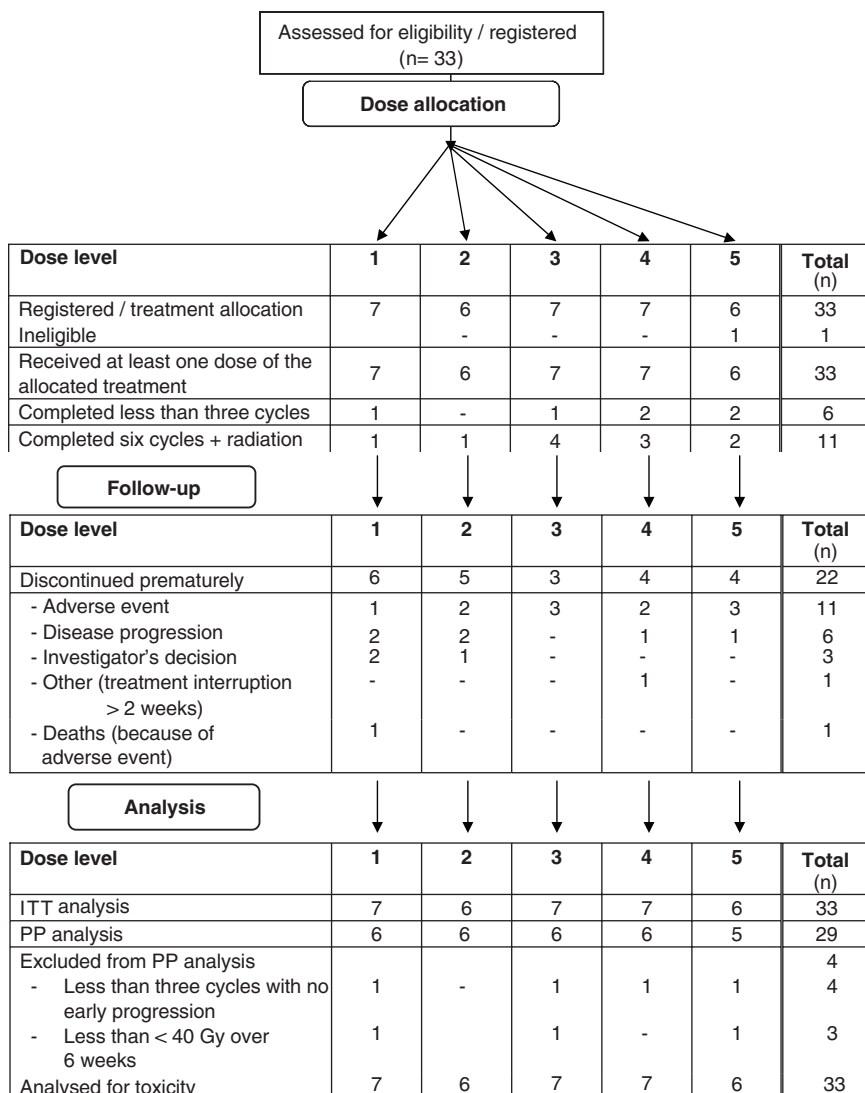 Assessed for eligibility / registered
(n= 33)
Dose allocation
Dose level 1 2 3 4 5 Total
(n)
Registered / treatment allocation 7 6 7 7 6 33
Ineligible - - - 1 1
Received at least one dose of the
allocated treatment 7 6 7 7 6 33
Completed less than three cycles 1 - 1 2 2 6
Completed six cycles + radiation 1 1 4 3 2 11
Follow-up
Dose level 1 2 3 4 5 Total
(n)
Discontinued prematurely 6 5 3 4 4 22
- Adverse event 1 2 3 2 3 11
- Disease progression 2 2 - 1 1 6
- Investigator's decision 2 1 - - - 3
- Other (treatment interruption - - - 1 - 1
> 2 weeks)
- Deaths (because of 1 - - - - 1
adverse event)
Analysis
Dose level 1 2 3 4 5 Total
(n)
ITT analysis 7 6 7 7 6 33
PP analysis 6 6 6 6 5 29
Excluded from PP analysis 4
- Less than three cycles with no 1 - 1 1 1 4
early progression
- Less than < 40 Gy over 1 1 - 1 3
6 weeks
Analysed for toxicity 7 6 7 7 6 33